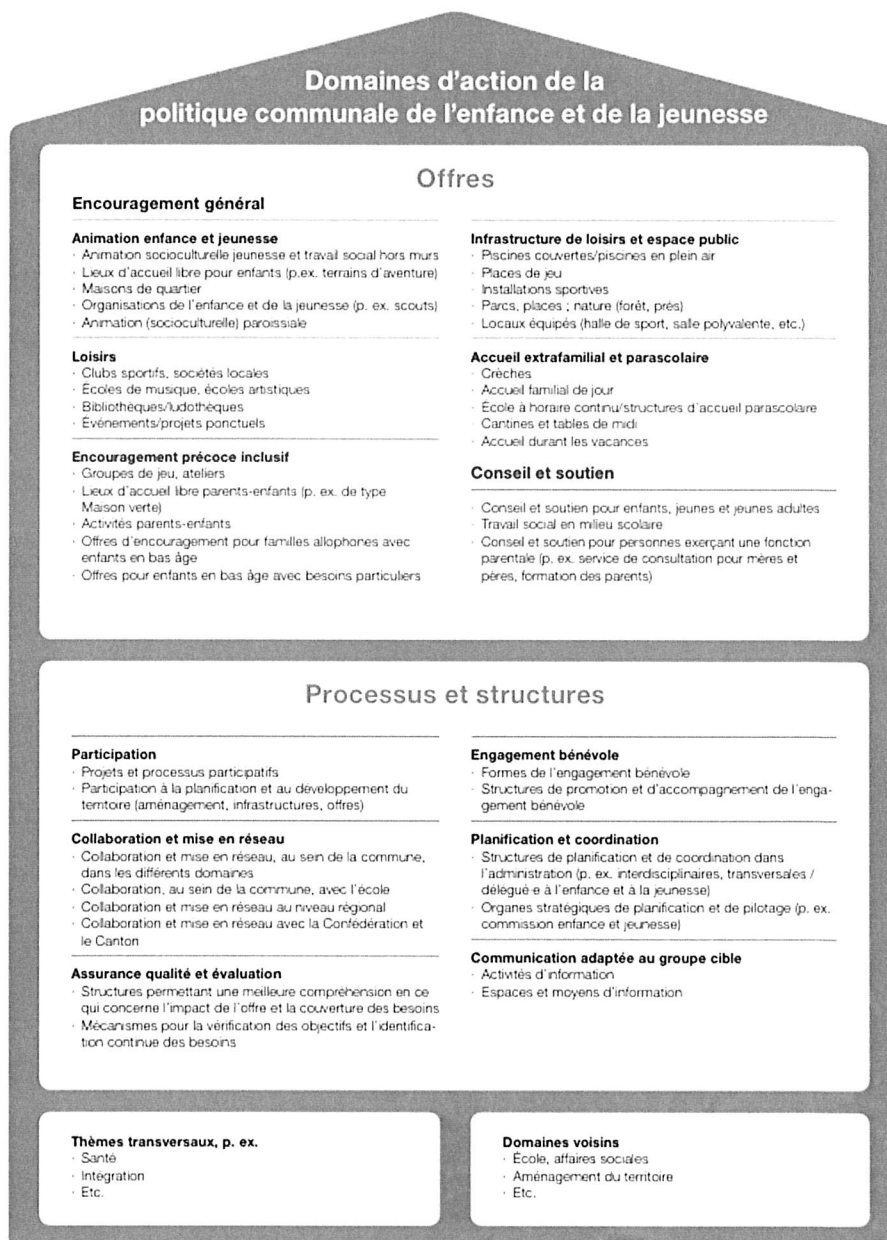 Domaines d'action de la
politique communale de l'enfance et de la jeunesse
Offres
Encouragement général
Animation enfance et jeunesse
· Animation socioculturelle jeunesse et travail social hors murs
· Lieux d'accueil libre pour enfants (p.ex. terrains d'aventure)
· Maisons de quartier
· Organisations de l'enfance et de la jeunesse (p. ex. scouts)
· Animation (socioculturelle) paroissiale
Loisirs
· Clubs sportifs, sociétés locales
· Écoles de musique, écoles artistiques
· Bibliothèques/ludothèques
· Événements/projets ponctuels
Encouragement précoce inclusif
· Groupes de jeu, ateliers
· Lieux d'accueil libre parents-enfants (p. ex. de type
Maison verte)
· Activités parents-enfants
· Offres d'encouragement pour familles allophones avec
enfants en bas âge
· Offres pour enfants en bas âge avec besoins particuliers
Infrastructure de loisirs et espace public
· Piscines couvertes/piscines en plein air
· Places de jeu
· Installations sportives
· Parcs, places ; nature (forêt, prés)
· Locaux équipés (halle de sport, salle polyvalente, etc.)
Accueil extrafamilial et parascolaire
· Crèches
· Accueil familial de jour
· École à horaire continu/structures d'accueil parascolaire
· Cantines et tables de midi
· Accueil durant les vacances
Conseil et soutien
· Conseil et soutien pour enfants, jeunes et jeunes adultes
· Travail social en milieu scolaire
· Conseil et soutien pour personnes exerçant une fonction
parentale (p. ex. service de consultation pour mères et
pères, formation des parents)
Processus et structures
Participation
· Projets et processus participatifs
· Participation à la planification et au développement du
territoire (aménagement, infrastructures, offres)
Collaboration et mise en réseau
· Collaboration et mise en réseau, au sein de la commune,
dans les différents domaines
· Collaboration, au sein de la commune, avec l'école
· Collaboration et mise en réseau au niveau régional
· Collaboration et mise en réseau avec la Confédération et
le Canton
Assurance qualité et évaluation
· Structures permettant une meilleure compréhension en ce
qui concerne l'impact de l'offre et la couverture des besoins
· Mécanismes pour la vérification des objectifs et l'identifica-
tion continue des besoins
Engagement bénévole
· Formes de l'engagement bénévole
· Structures de promotion et d'accompagnement de l'enga-
gement bénévole
Planification et coordination
· Structures de planification et de coordination dans
l'administration (p. ex. interdisciplinaires, transversales /
délégué·e à l'enfance et à la jeunesse)
· Organes stratégiques de planification et de pilotage (p. ex.
commission enfance et jeunesse)
Communication adaptée au groupe cible
· Activités d'information
· Espaces et moyens d'information
Thèmes transversaux, p. ex.
· Santé
· Intégration
· Etc.
Domaines voisins
· École, affaires sociales
· Aménagement du territoire
· Etc.